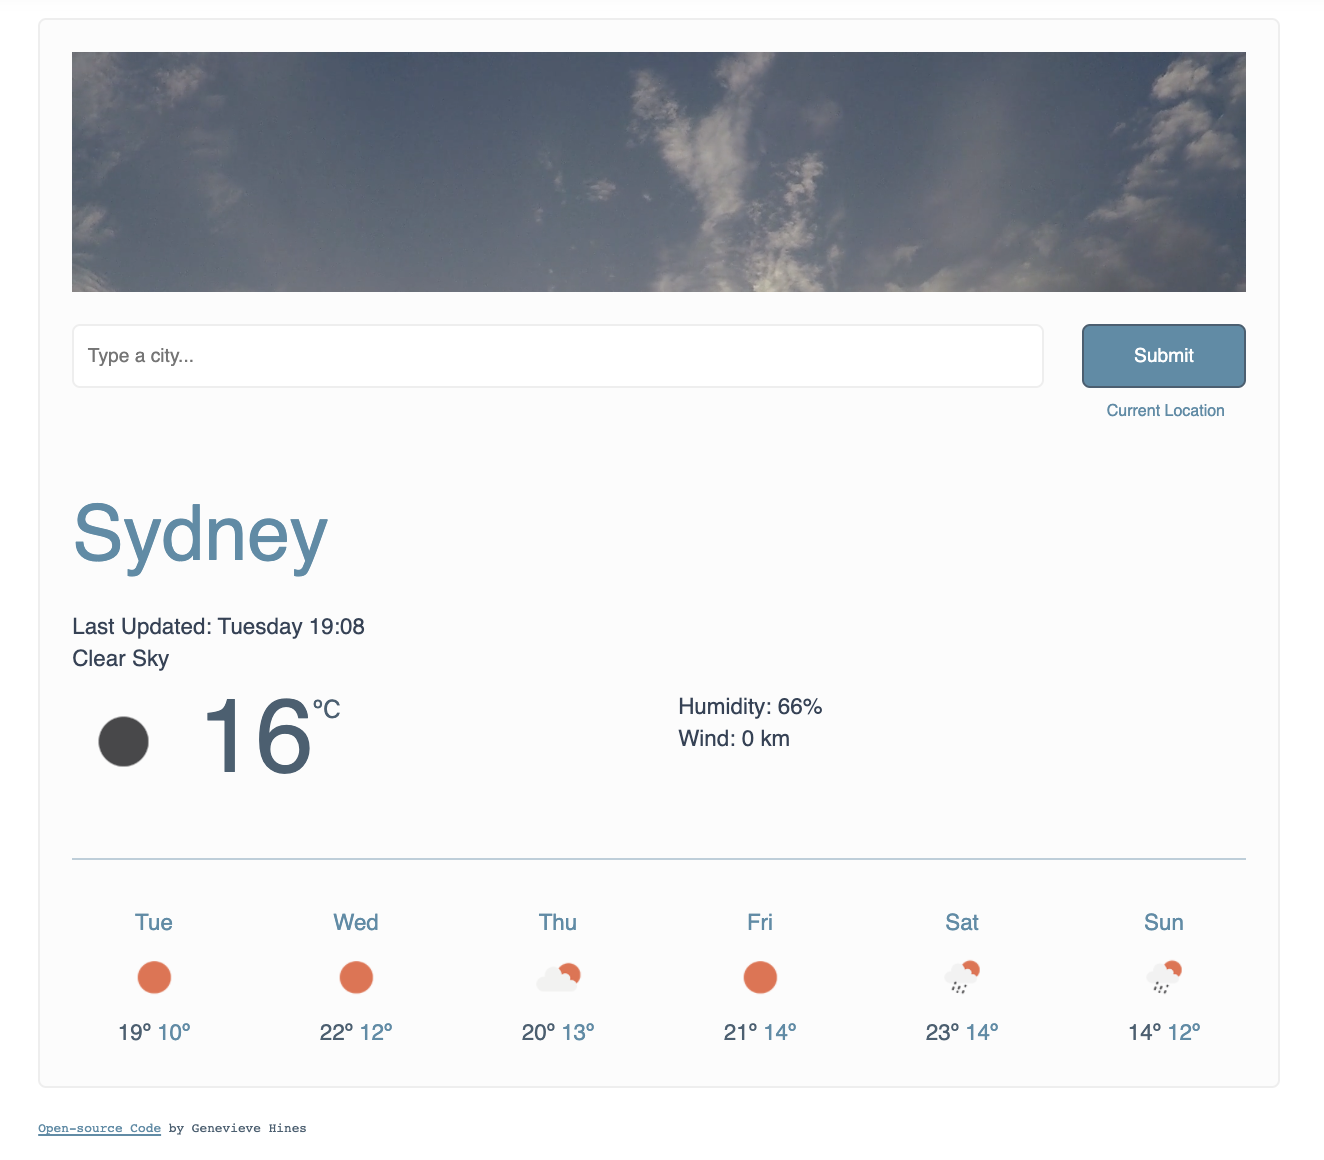 Type a city...
Submit
Current Location
Sydney
Last Updated: Tuesday 19:08
Clear Sky
16°C
Humidity: 66%
Wind: 0 km
Tue Wed Thu Fri Sat Sun
19° 10° 22° 12° 20° 13° 21° 14° 23° 14° 14° 12°
Open-source Code by Genevieve Hines